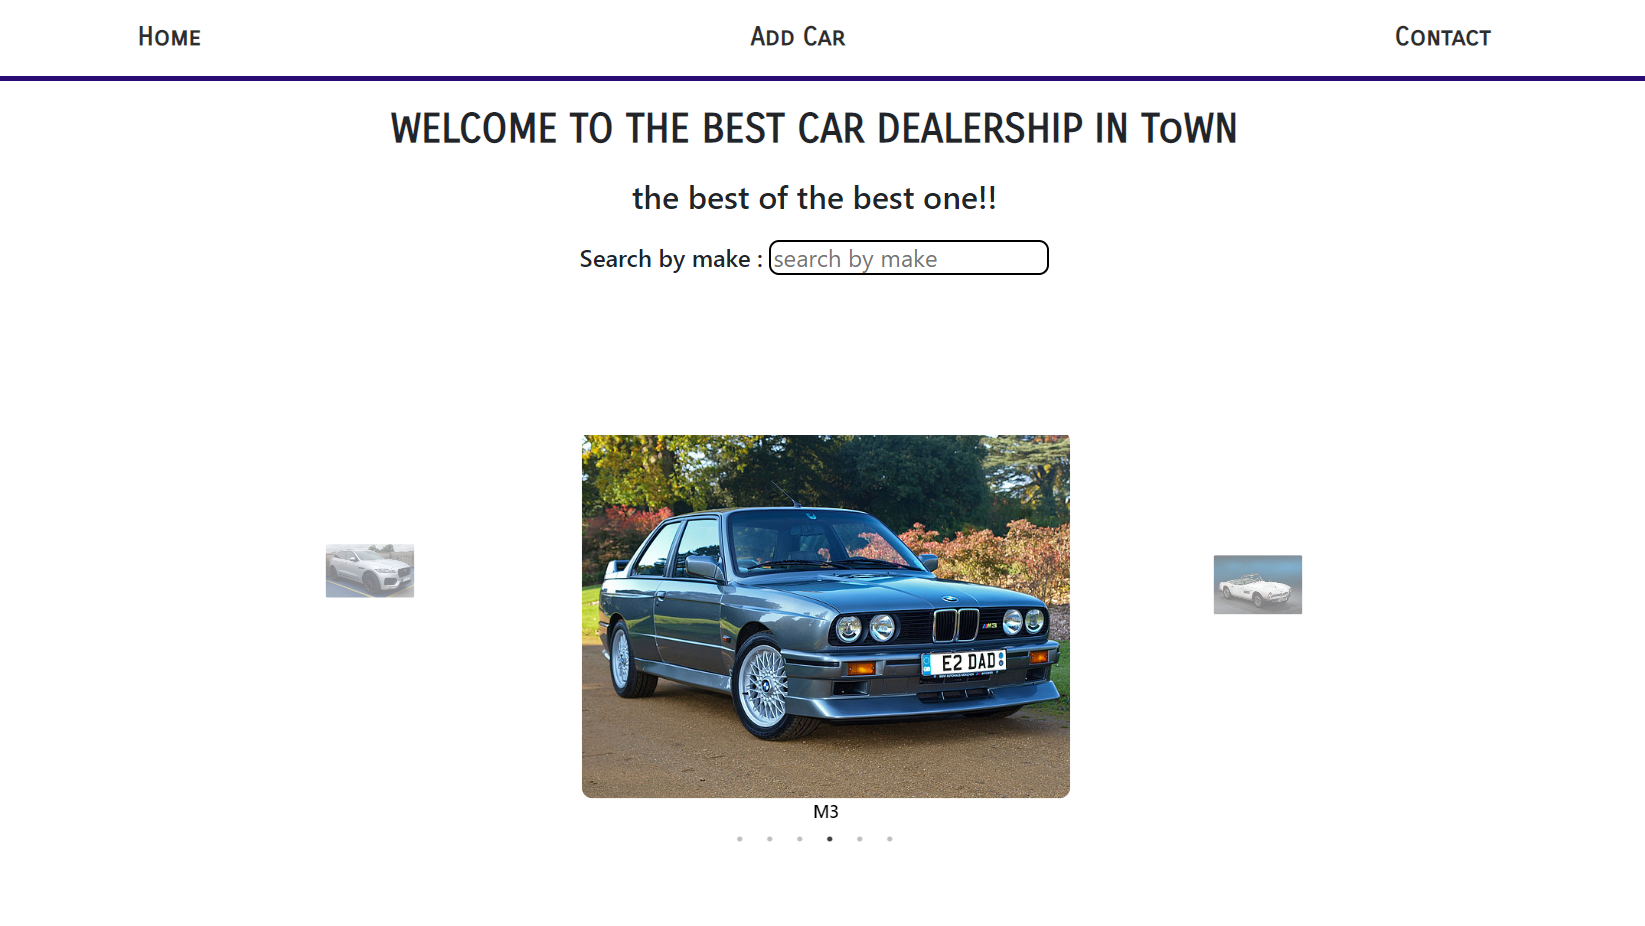 Home Add Car Contact
WELCOME TO THE BEST CAR DEALERSHIP IN ToWN
the best of the best one!!
Search by make : search by make
M3
E2 DAD
M3